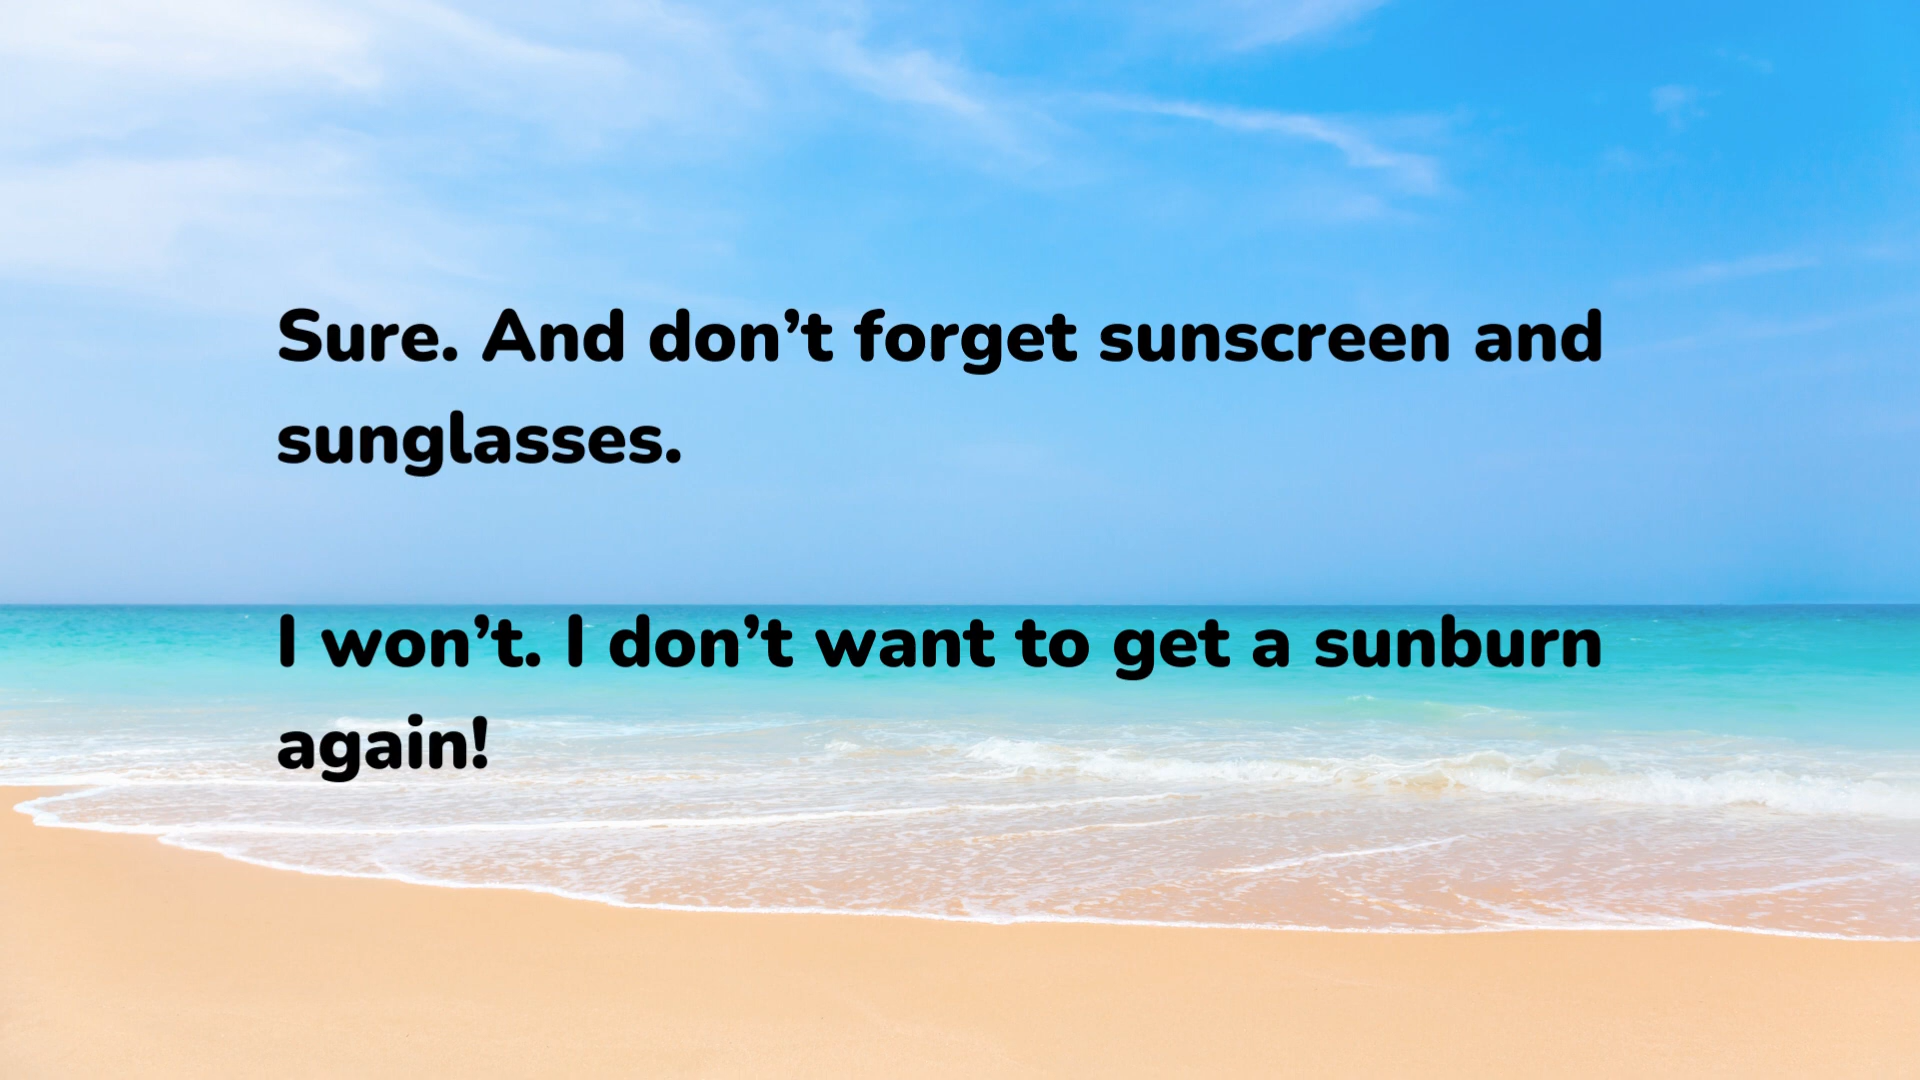 Sure. And don’t forget sunscreen and
sunglasses.
I won’t. I don’t want to get a sunburn
again!